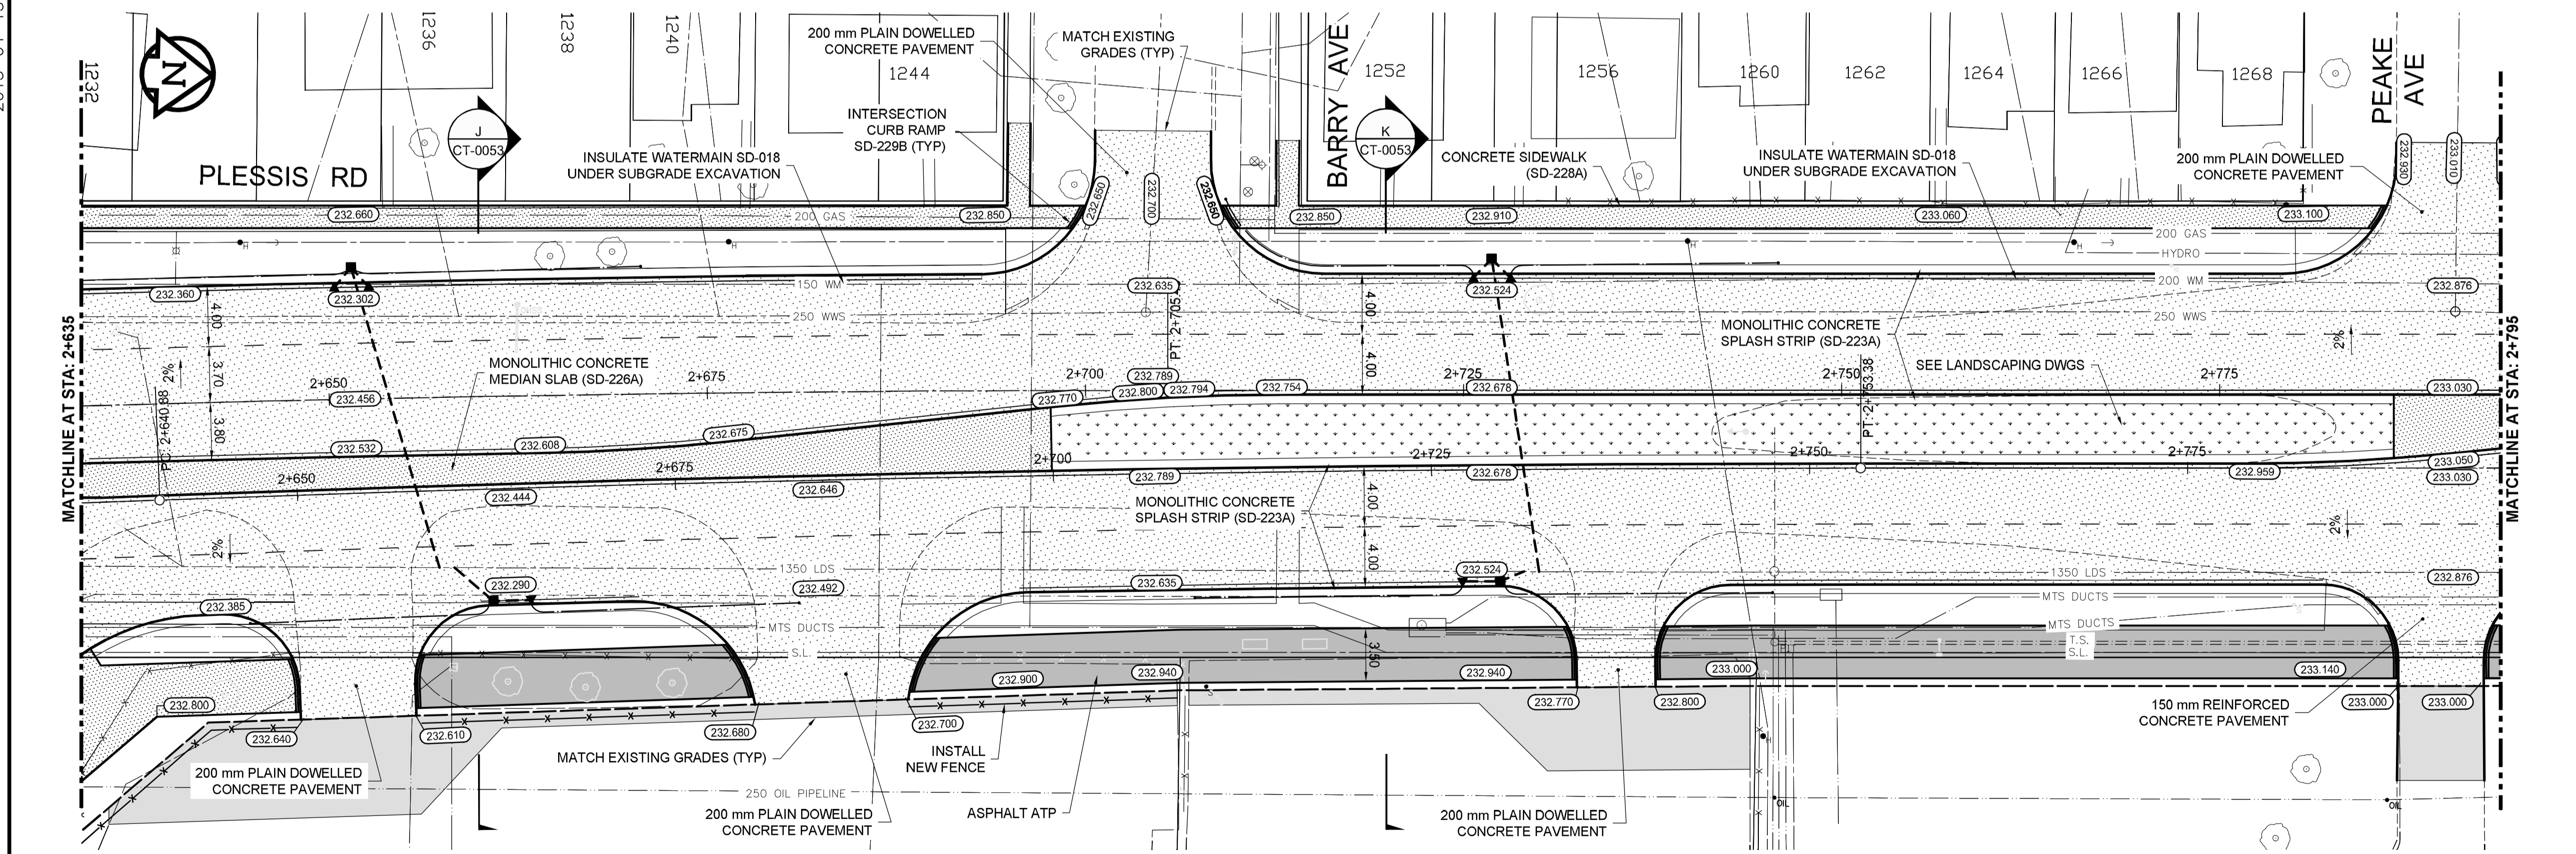 1232
N
1236
1238
1240
200 mm PLAIN DOWELLED
CONCRETE PAVEMENT
1244
MATCH EXISTING
GRADES (TYP)
BARRY AVE
1252
1256
1260
1262
1264
1266
1268
PEAKE
AVE
J
CT-0053
K
CT-0053
PLESSIS RD
INTERSECTION
CURB RAMP
SD-229B (TYP)
INSULATE WATERMAIN SD-018
UNDER SUBGRADE EXCAVATION
CONCRETE SIDEWALK
(SD-228A)
INSULATE WATERMAIN SD-018
UNDER SUBGRADE EXCAVATION
200 mm PLAIN DOWELLED
CONCRETE PAVEMENT
232.650
232.700
232.650
232.930
233.010
232.660
200 GAS
232.850
232.850
232.910
233.060
233.100
200 GAS
HYDRO
H
H
H
H
232.360
232.302
150 WM
232.635
232.524
200 WM
232.876
250 WWS
250 WWS
4.00
3.70
3.80
2%
4.00
4.00
2%
MATCHLINE AT STA: 2+635
PC: 2+640.88
MONOLITHIC CONCRETE
MEDIAN SLAB (SD-226A)
PT: 2+705.
MONOLITHIC CONCRETE
SPLASH STRIP (SD-223A)
SEE LANDSCAPING DWGS
MATCHLINE AT STA: 2+795
2+650
2+675
2+700
2+725
2+750
2+775
232.456
232.789
232.770
232.800
232.794
232.754
232.678
233.030
PT: 2+753.38
232.532
232.608
232.675
2+650
2+675
2+700
2+725
2+750
2+775
232.444
232.646
232.789
232.678
232.959
233.050
233.030
MONOLITHIC CONCRETE
SPLASH STRIP (SD-223A)
4.00
4.00
2%
2%
1350 LDS
1350 LDS
232.385
232.290
232.492
232.635
232.524
232.876
MTS DUCTS
MTS DUCTS
MTS DUCTS
S.L.
T.S.
S.L.
3.50
232.800
232.900
232.940
232.940
233.000
233.140
232.640
232.610
232.680
232.700
232.770
232.800
233.000
233.000
S
H
200 mm PLAIN DOWELLED
CONCRETE PAVEMENT
MATCH EXISTING GRADES (TYP)
INSTALL
NEW FENCE
150 mm REINFORCED
CONCRETE PAVEMENT
250 OIL PIPELINE
200 mm PLAIN DOWELLED
CONCRETE PAVEMENT
ASPHALT ATP
200 mm PLAIN DOWELLED
CONCRETE PAVEMENT
OIL
OIL